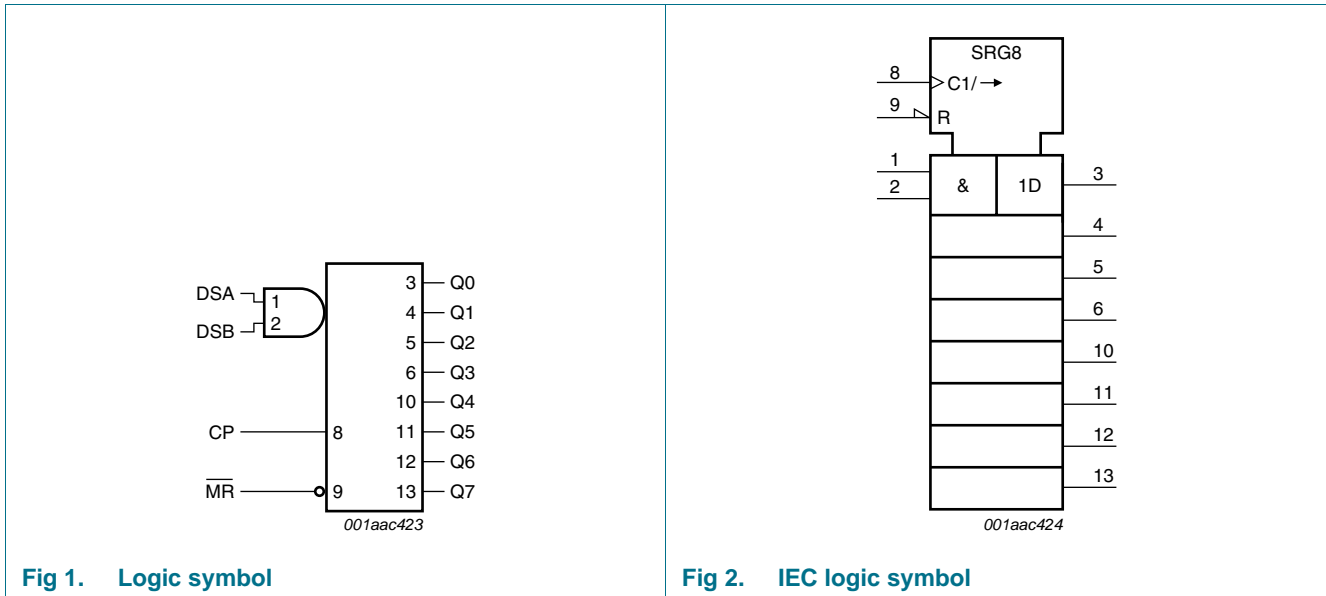 DSA
DSB
1
2
CP
8
MR
9
3 Q0
4 Q1
5 Q2
6 Q3
10 Q4
11 Q5
12 Q6
13 Q7
001aac423
Fig 1. Logic symbol
SRG8
8
C1/→
9
R
1
2
&
1D
3
4
5
6
10
11
12
13
001aac424
Fig 2. IEC logic symbol